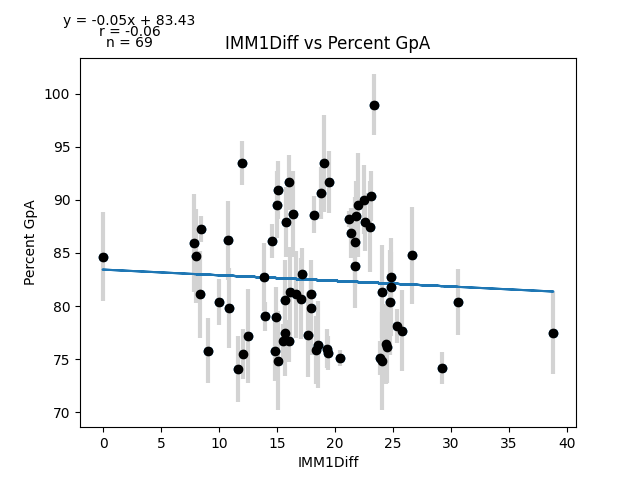 y = -0.05x + 83.43
r = -0.06
n = 69
IMM1Diff vs Percent GpA
100
95
90
85
80
75
70
Percent GpA
0 5 10 15 20 25 30 35 40
IMM1Diff